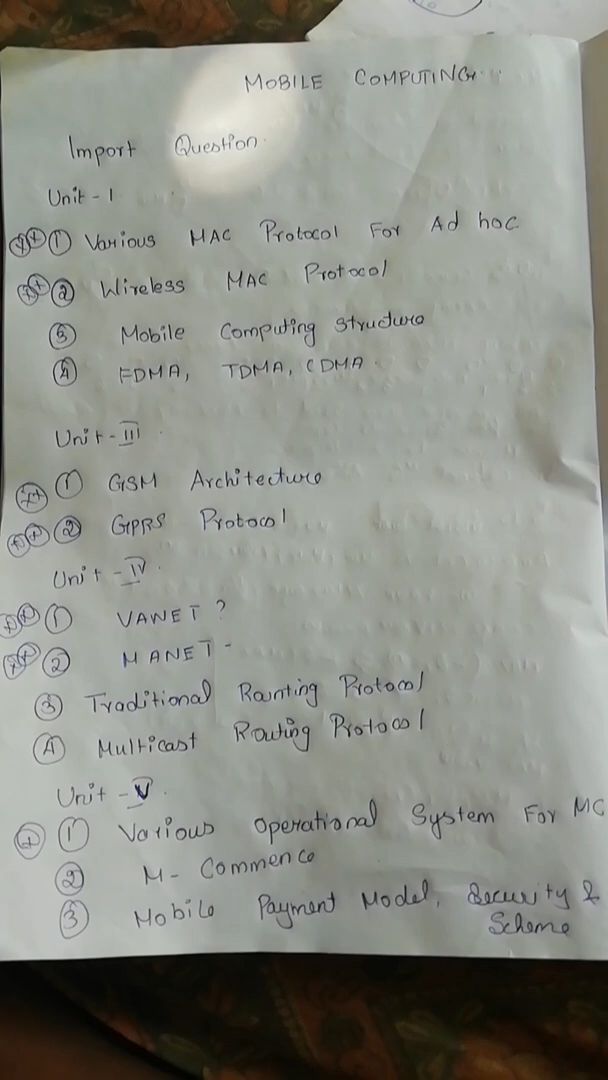 MOBILE COMPUTING
Import Question.
Unit - I
① Various MAC Protocol For Ad hoc
② Wireless MAC Protocol
③ Mobile Computing Structure
④ FDMA, TDMA, CDMA
Unit - III
① GSM Architecture
② GPRS Protocol
Unit - IV
① VANET ?
② MANET -
③ Traditional Rounting Protocol
④ Multicast Routing Protocol
Unit - V
① Various Operational System For MC
② M - Commence
③ Mobile Payment Model, Security &
Scheme